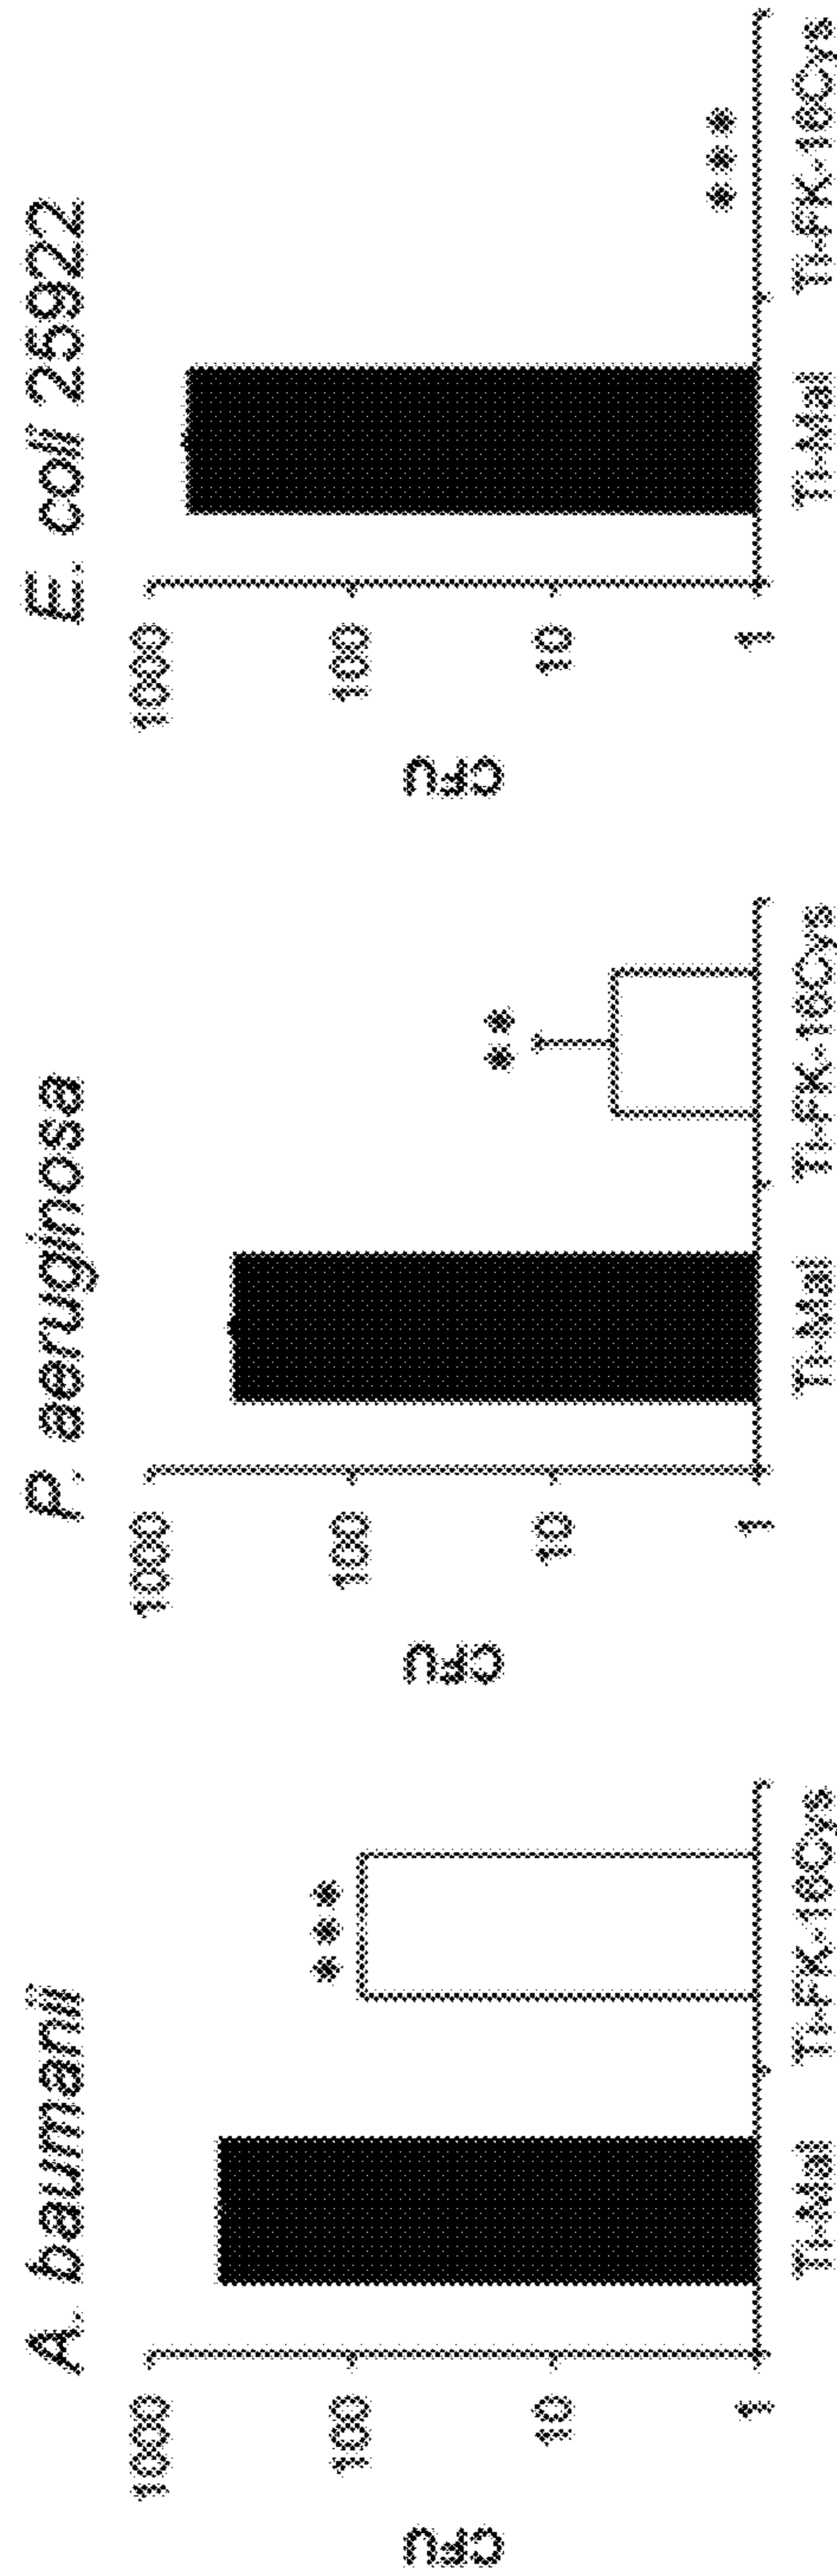 A. baumanii
CFU
1000
100
10
1
Ti-Mal
Ti-FK-16Cys
***
P. aeruginosa
CFU
1000
100
10
1
Ti-Mal
Ti-FK-16Cys
**
E. coli 25922
CFU
1000
100
10
1
Ti-Mal
Ti-FK-16Cys
***